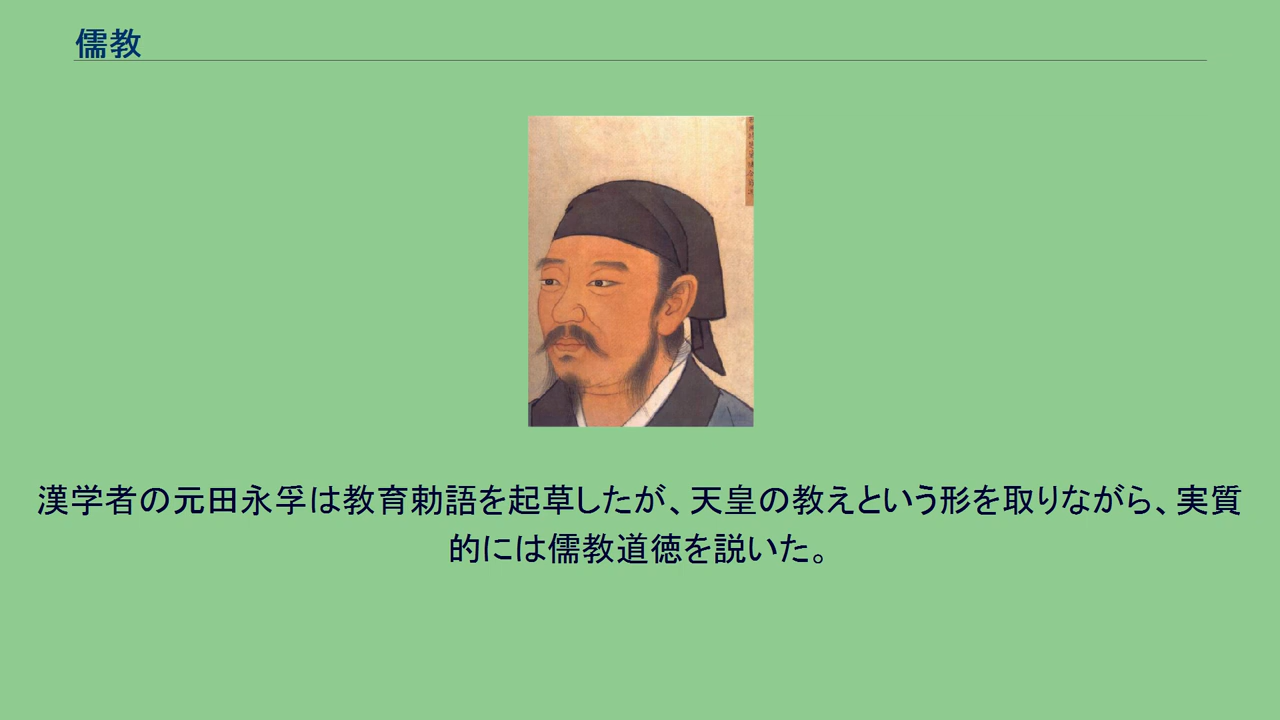 儒教
漢学者の元田永孚は教育勅語を起草したが、天皇の教えという形を取りながら、実質
的には儒教道徳を説いた。